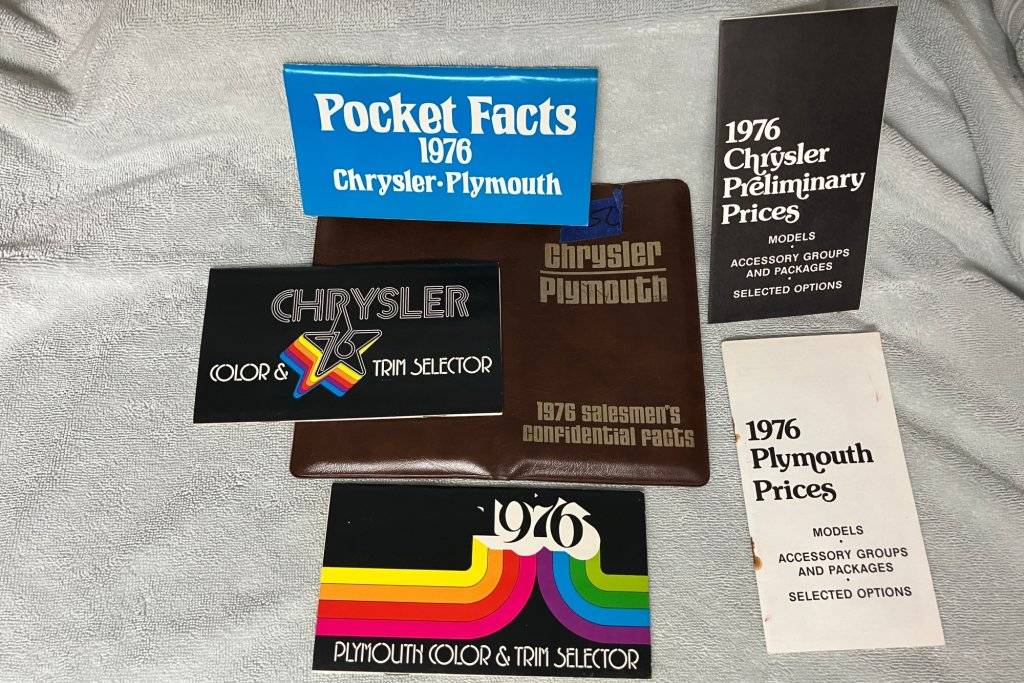 Pocket Facts
1976
Chrysler·Plymouth
1976
Chrysler
Preliminary
Prices
MODELS
•
ACCESSORY GROUPS
AND PACKAGES
•
SELECTED OPTIONS
Chrysler
Plymouth
1976 salesmen's
confidential facts
CHRYSLER
76
COLOR & TRIM SELECTOR
1976
Plymouth
Prices
MODELS
•
ACCESSORY GROUPS
AND PACKAGES
•
SELECTED OPTIONS
1976
PLYMOUTH COLOR & TRIM SELECTOR